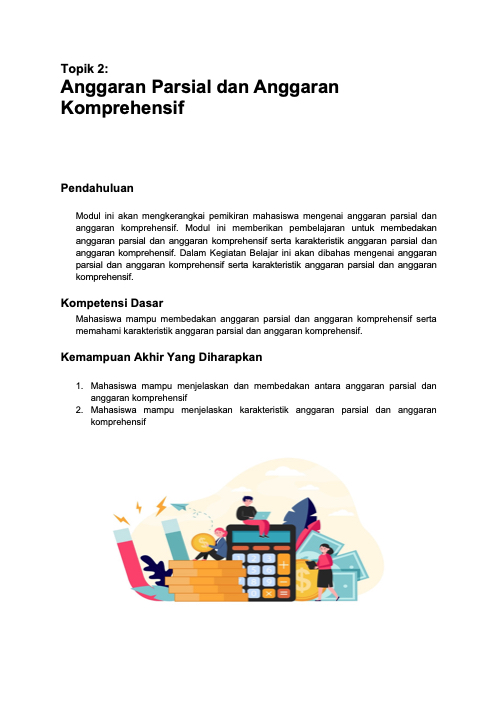 Topik 2:
Anggaran Parsial dan Anggaran
Komprehensif
Pendahuluan
Modul ini akan mengkerangkai pemikiran mahasiswa mengenai anggaran parsial dan
anggaran komprehensif. Modul ini memberikan pembelajaran untuk membedakan
anggaran parsial dan anggaran komprehensif serta karakteristik anggaran parsial dan
anggaran komprehensif. Dalam Kegiatan Belajar ini akan dibahas mengenai anggaran
parsial dan anggaran komprehensif serta karakteristik anggaran parsial dan anggaran
komprehensif.
Kompetensi Dasar
Mahasiswa mampu membedakan anggaran parsial dan anggaran komprehensif serta
memahami karakteristik anggaran parsial dan anggaran komprehensif.
Kemampuan Akhir Yang Diharapkan
1. Mahasiswa mampu menjelaskan dan membedakan antara anggaran parsial dan
anggaran komprehensif
2. Mahasiswa mampu menjelaskan karakteristik anggaran parsial dan anggaran
komprehensif